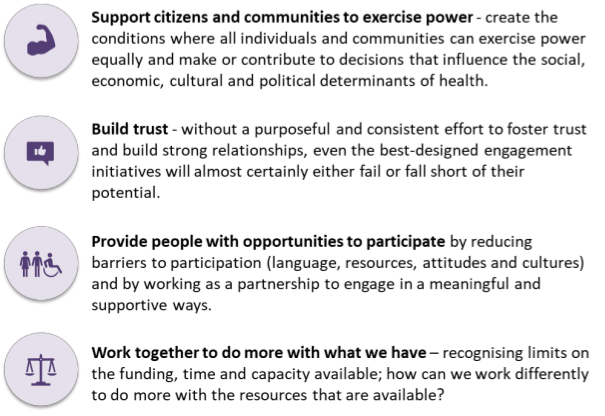 Support citizens and communities to exercise power - create the
conditions where all individuals and communities can exercise power
equally and make or contribute to decisions that influence the social,
economic, cultural and political determinants of health.
Build trust - without a purposeful and consistent effort to foster trust
and build strong relationships, even the best-designed engagement
initiatives will almost certainly either fail or fall short of their
potential.
Provide people with opportunities to participate by reducing
barriers to participation (language, resources, attitudes and cultures)
and by working as a partnership to engage in a meaningful and
supportive ways.
Work together to do more with what we have – recognising limits on
the funding, time and capacity available; how can we work differently
to do more with the resources that are available?